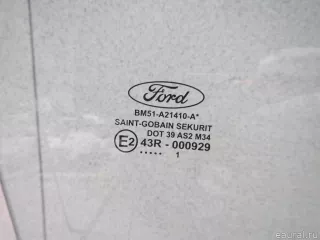 Ford
BM51-A21410-A*
SAINT-GOBAIN SEKURIT
DOT 39 AS2 M34
E2 43R - 000929
..... 1